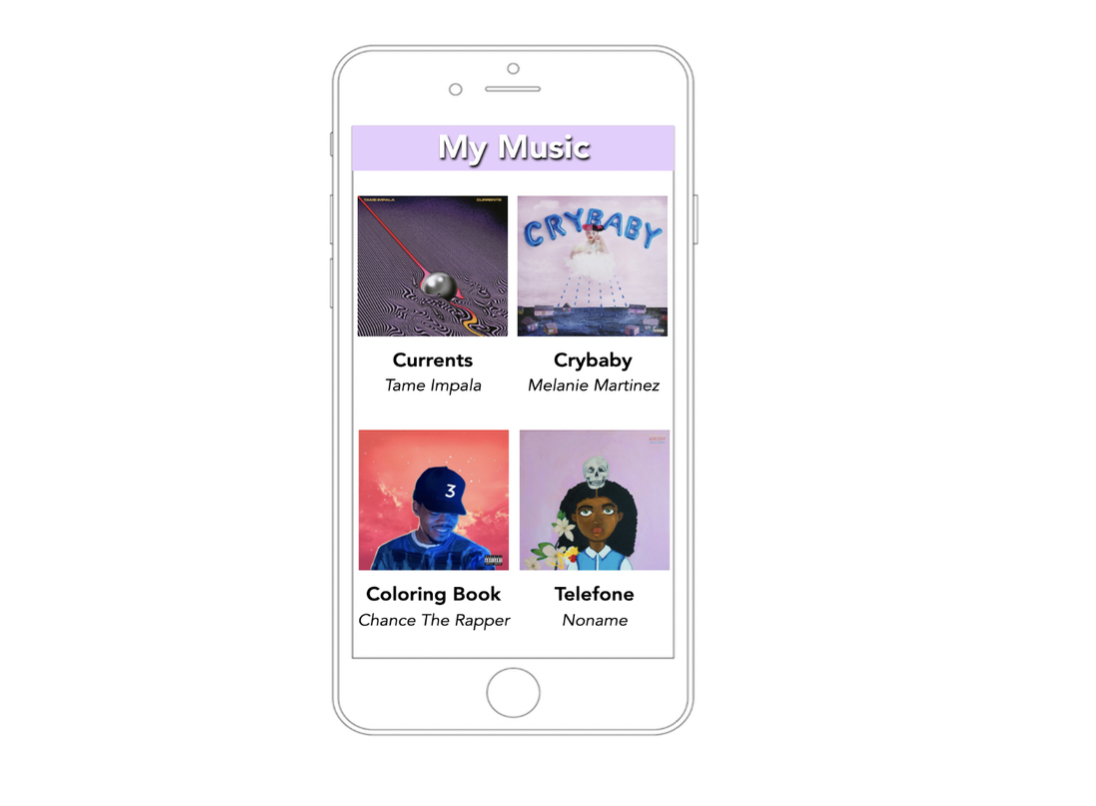 My Music
TAME IMPALA CURRENTS
CRYBABY
Currents
Tame Impala
Crybaby
Melanie Martinez
3
Coloring Book
Chance The Rapper
Telefone
Noname